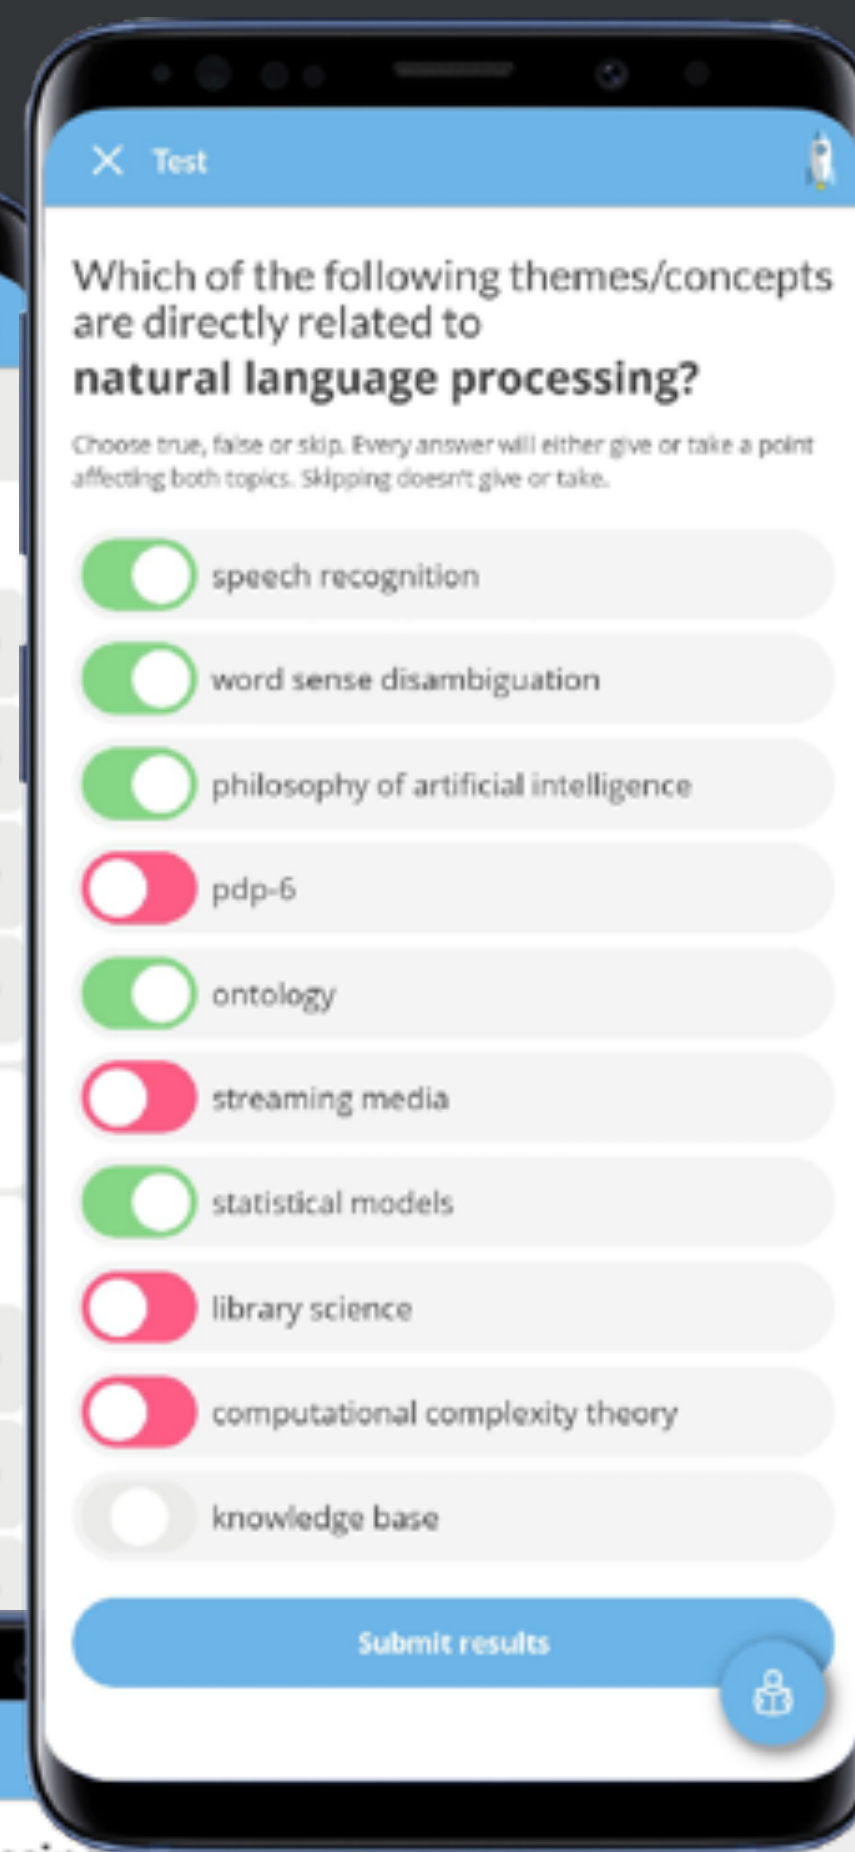 Test
Which of the following themes/concepts
are directly related to
natural language processing?
Choose true, false or skip. Every answer will either give or take a point
affecting both topics. Skipping doesn't give or take.
speech recognition
word sense disambiguation
philosophy of artificial intelligence
pdp-6
ontology
streaming media
statistical models
library science
computational complexity theory
knowledge base
Submit results